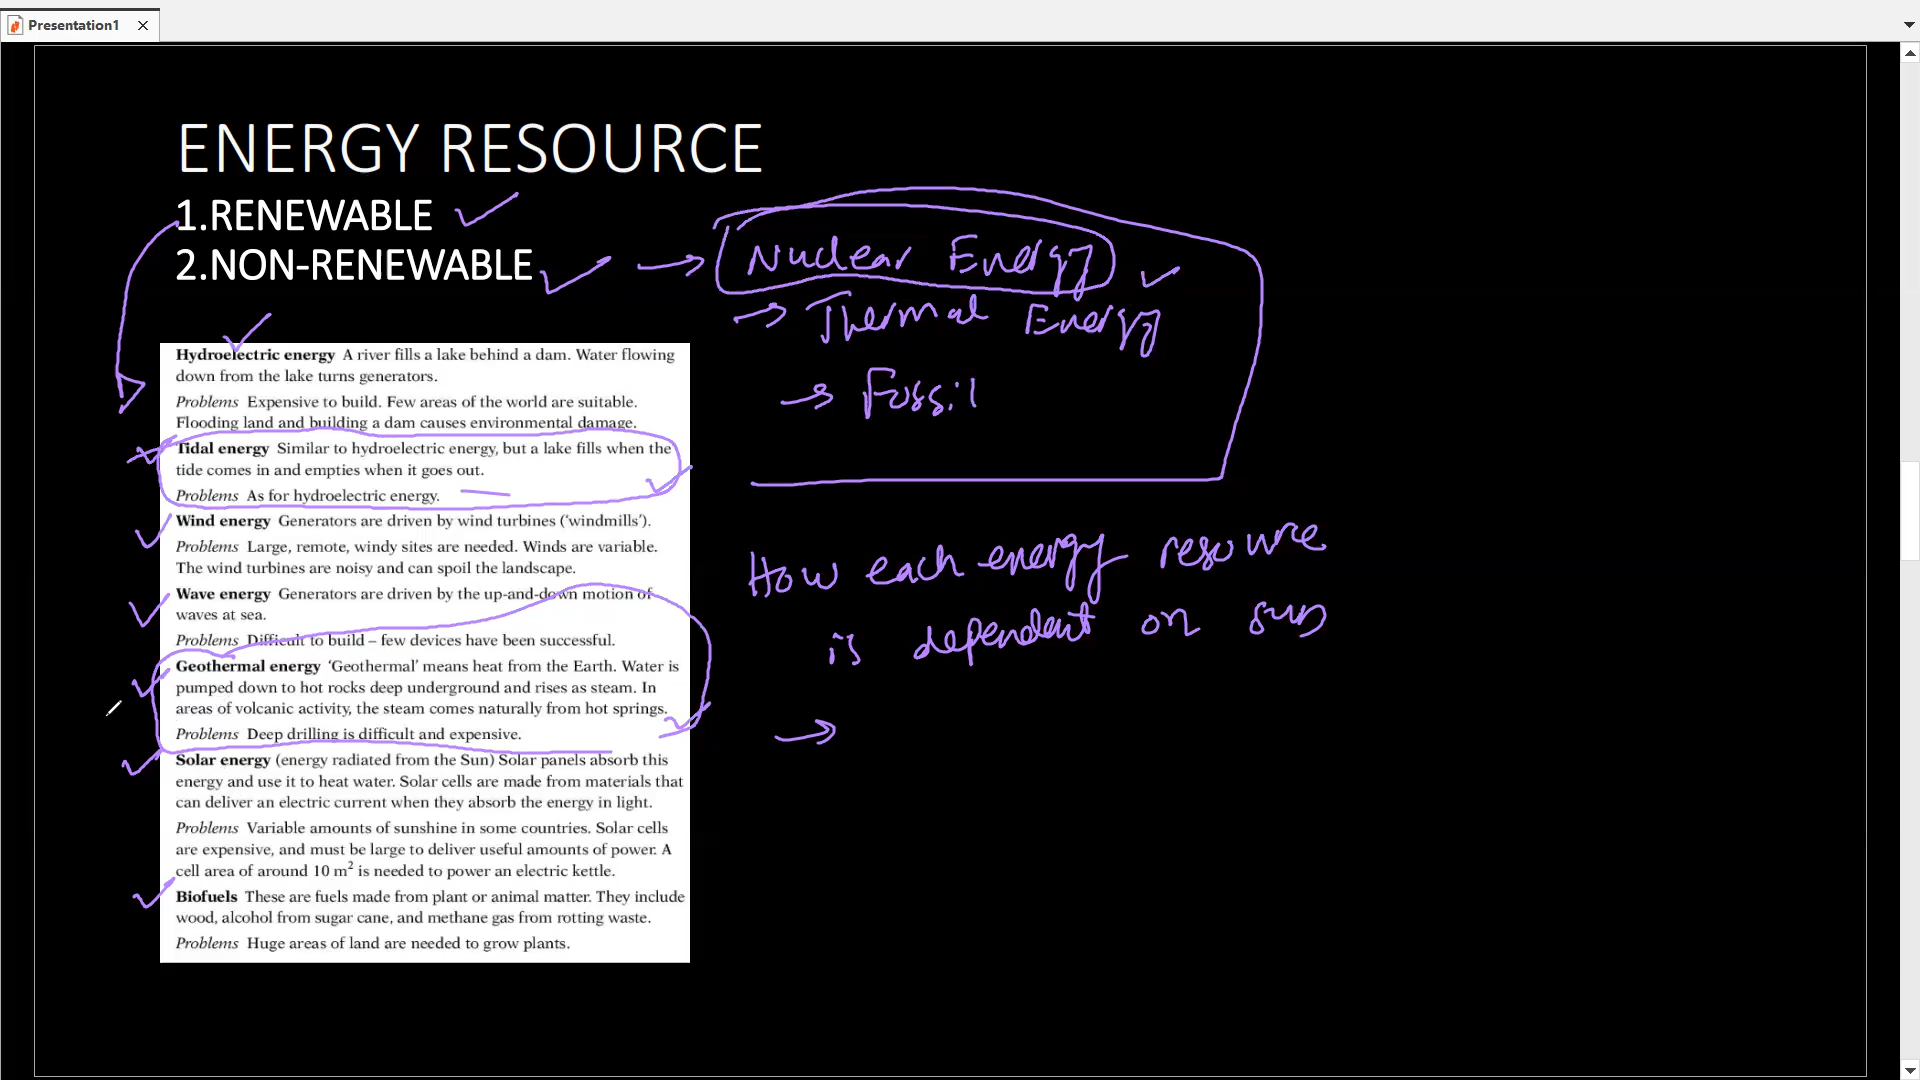 Presentation1
ENERGY RESOURCE
1.RENEWABLE
2.NON-RENEWABLE
Nuclear Energy
→ Thermal Energy
→ Fossil
Hydroelectric energy A river fills a lake behind a dam. Water flowing
down from the lake turns generators.
Problems Expensive to build. Few areas of the world are suitable.
Flooding land and building a dam causes environmental damage.
Tidal energy Similar to hydroelectric energy, but a lake fills when the
tide comes in and empties when it goes out.
Problems As for hydroelectric energy.
Wind energy Generators are driven by wind turbines (‘windmills’).
Problems Large, remote, windy sites are needed. Winds are variable.
The wind turbines are noisy and can spoil the landscape.
Wave energy Generators are driven by the up-and-down motion of
waves at sea.
Problems Difficult to build – few devices have been successful.
Geothermal energy ‘Geothermal’ means heat from the Earth. Water is
pumped down to hot rocks deep underground and rises as steam. In
areas of volcanic activity, the steam comes naturally from hot springs.
Problems Deep drilling is difficult and expensive.
Solar energy (energy radiated from the Sun) Solar panels absorb this
energy and use it to heat water. Solar cells are made from materials that
can deliver an electric current when they absorb the energy in light.
Problems Variable amounts of sunshine in some countries. Solar cells
are expensive, and must be large to deliver useful amounts of power. A
cell area of around 10 m² is needed to power an electric kettle.
Biofuels These are fuels made from plant or animal matter. They include
wood, alcohol from sugar cane, and methane gas from rotting waste.
Problems Huge areas of land are needed to grow plants.
How each energy resource
is dependent on sun
→